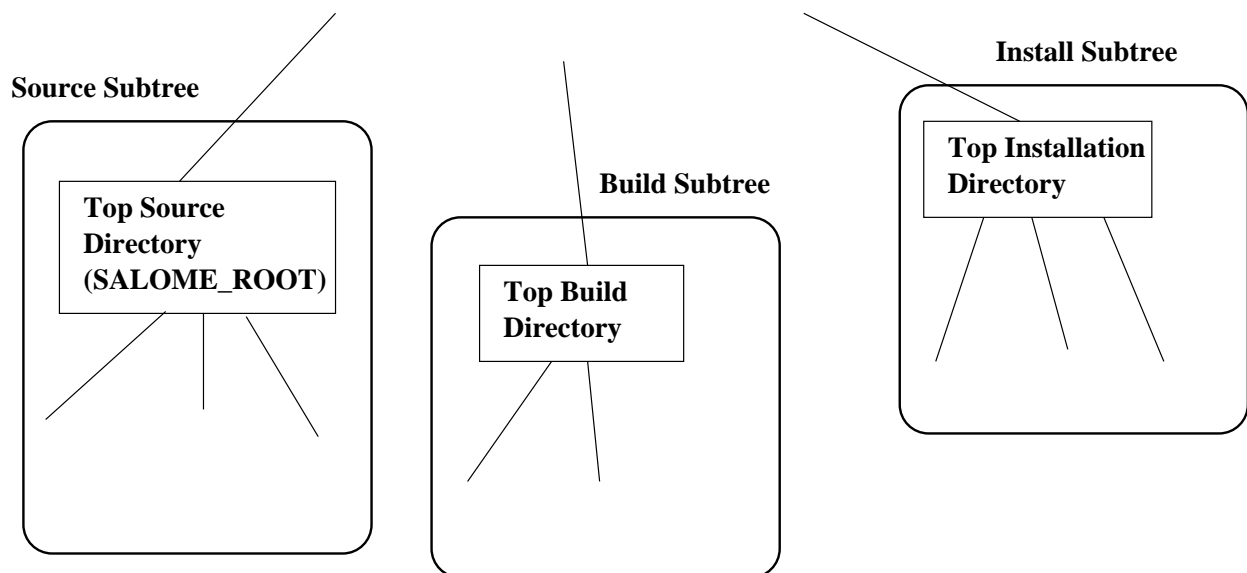 Source Subtree
Top Source
Directory
(SALOME_ROOT)
Build Subtree
Top Build
Directory
Install Subtree
Top Installation
Directory